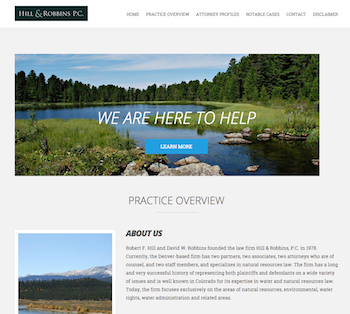 HILL & ROBBINS P.C.
HOME PRACTICE OVERVIEW ATTORNEY PROFILES NOTABLE CASES CONTACT DISCLAIMER
WE ARE HERE TO HELP
LEARN MORE
PRACTICE OVERVIEW
ABOUT US
Robert F. Hill and David W. Robbins founded the law firm Hill & Robbins, P.C. in 1978.
Currently, the Denver-based firm has two partners, two associates, two attorneys who are of
counsel, and two staff members, and specializes in natural resources law. The firm has a long
and very successful history of representing both plaintiffs and defendants on a wide variety
of issues and is well known in Colorado for its expertise in water and natural resources law.
Today, the firm focuses exclusively on the areas of natural resources, environmental, water
rights, water administration and related areas.